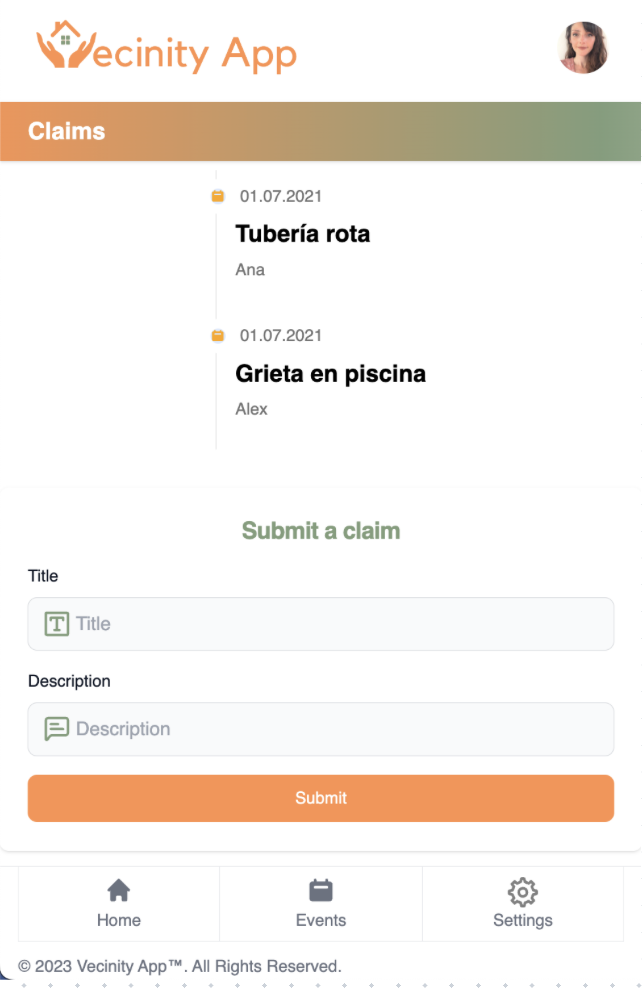 Vecinity App
Claims
01.07.2021
Tubería rota
Ana
01.07.2021
Grieta en piscina
Alex
Submit a claim
Title
Title
Description
Description
Submit
Home
Events
Settings
© 2023 Vecinity App™. All Rights Reserved.